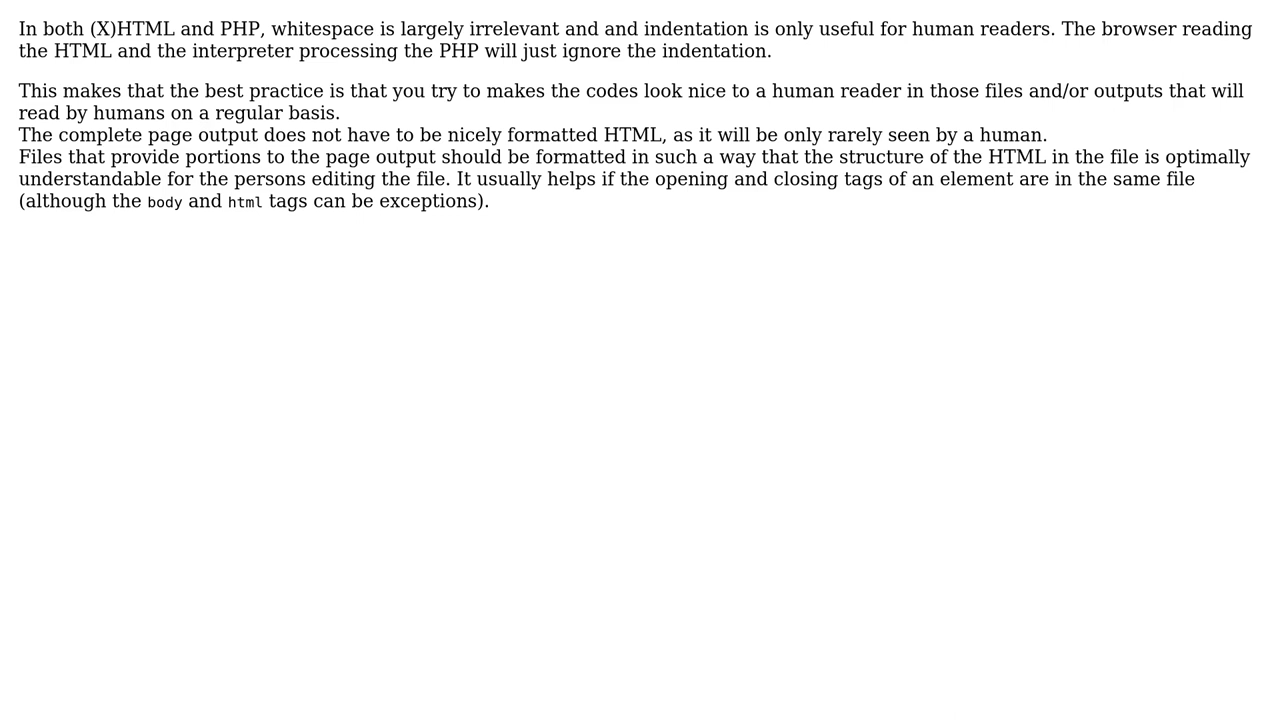 In both (X)HTML and PHP, whitespace is largely irrelevant and and indentation is only useful for human readers. The browser reading
the HTML and the interpreter processing the PHP will just ignore the indentation.
This makes that the best practice is that you try to makes the codes look nice to a human reader in those files and/or outputs that will
read by humans on a regular basis.
The complete page output does not have to be nicely formatted HTML, as it will be only rarely seen by a human.
Files that provide portions to the page output should be formatted in such a way that the structure of the HTML in the file is optimally
understandable for the persons editing the file. It usually helps if the opening and closing tags of an element are in the same file
(although the body and html tags can be exceptions).